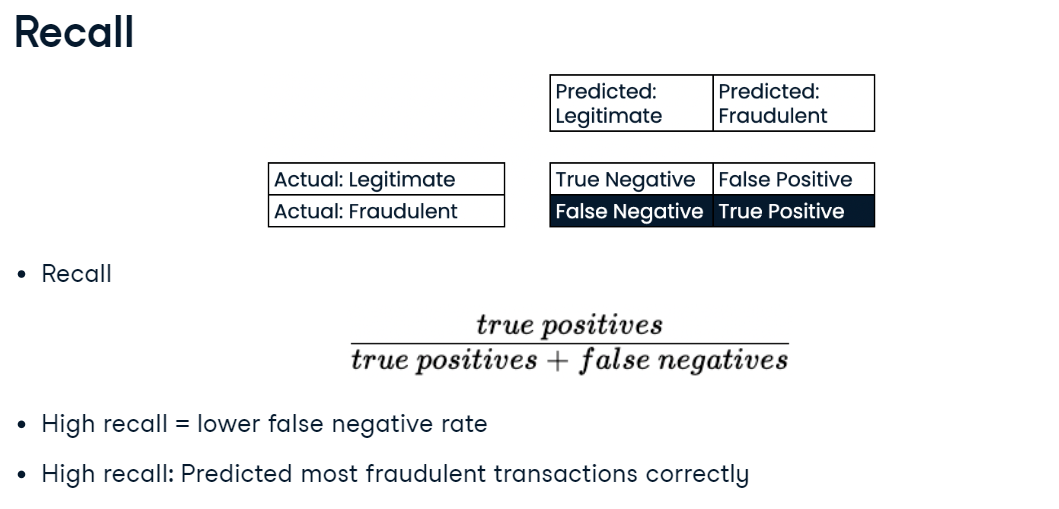 Recall
Predicted: Predicted:
Legitimate Fraudulent
Actual: Legitimate True Negative False Positive
Actual: Fraudulent False Negative True Positive
• Recall
true positives
true positives + false negatives
• High recall = lower false negative rate
• High recall: Predicted most fraudulent transactions correctly